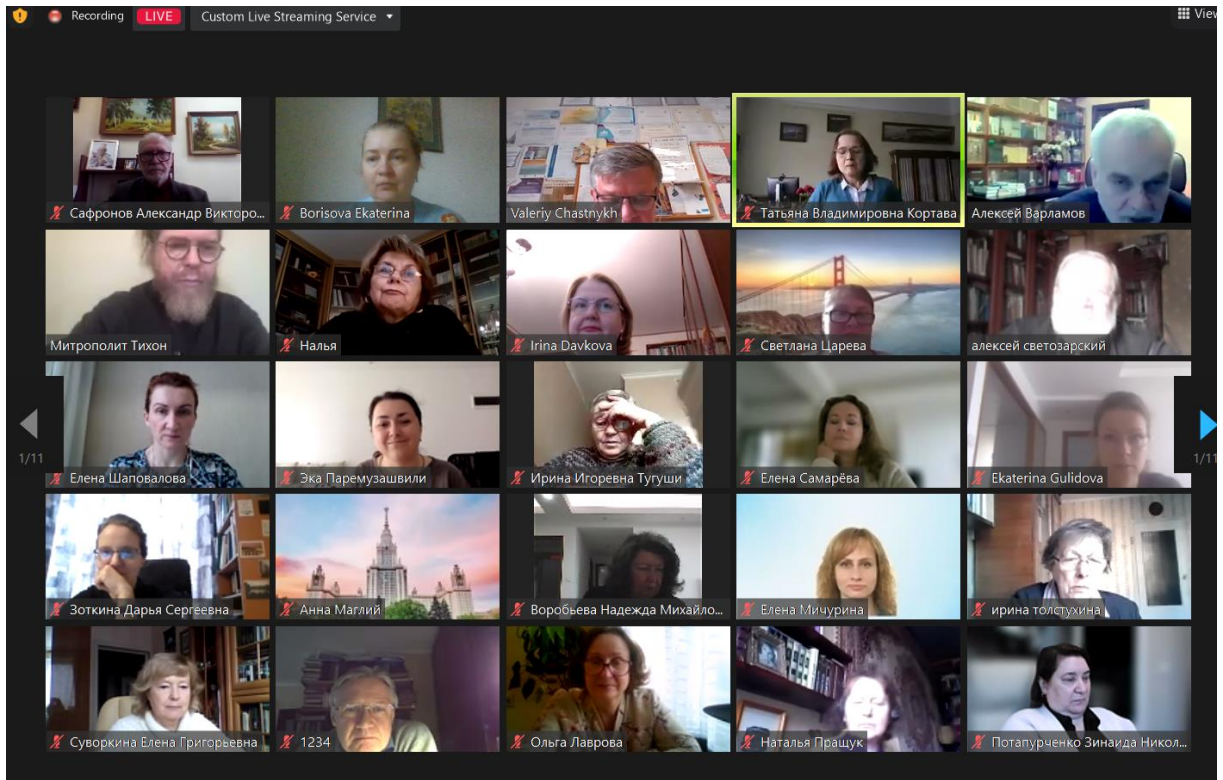 Recording LIVE Custom Live Streaming Service View
Сафронов Александр Викторо...
Borisova Ekaterina
Valeriy Chastnykh
Татьяна Владимировна Кортава
Алексей Варламов
Митрополит Тихон
Налья
Irina Davkova
Светлана Царева
алексей светозарский
1/11
1/11
Елена Шаповалова
Эка Паремузашвили
Ирина Игоревна Тугуши
Елена Самарёва
Ekaterina Gulidova
Зоткина Дарья Сергеевна
Анна Маглий
Воробьева Надежда Михайло...
Елена Мичурина
ирина толстухина
Суворкина Елена Григорьевна
1234
Ольга Лаврова
Наталья Пращук
Потапурченко Зинаида Никол...